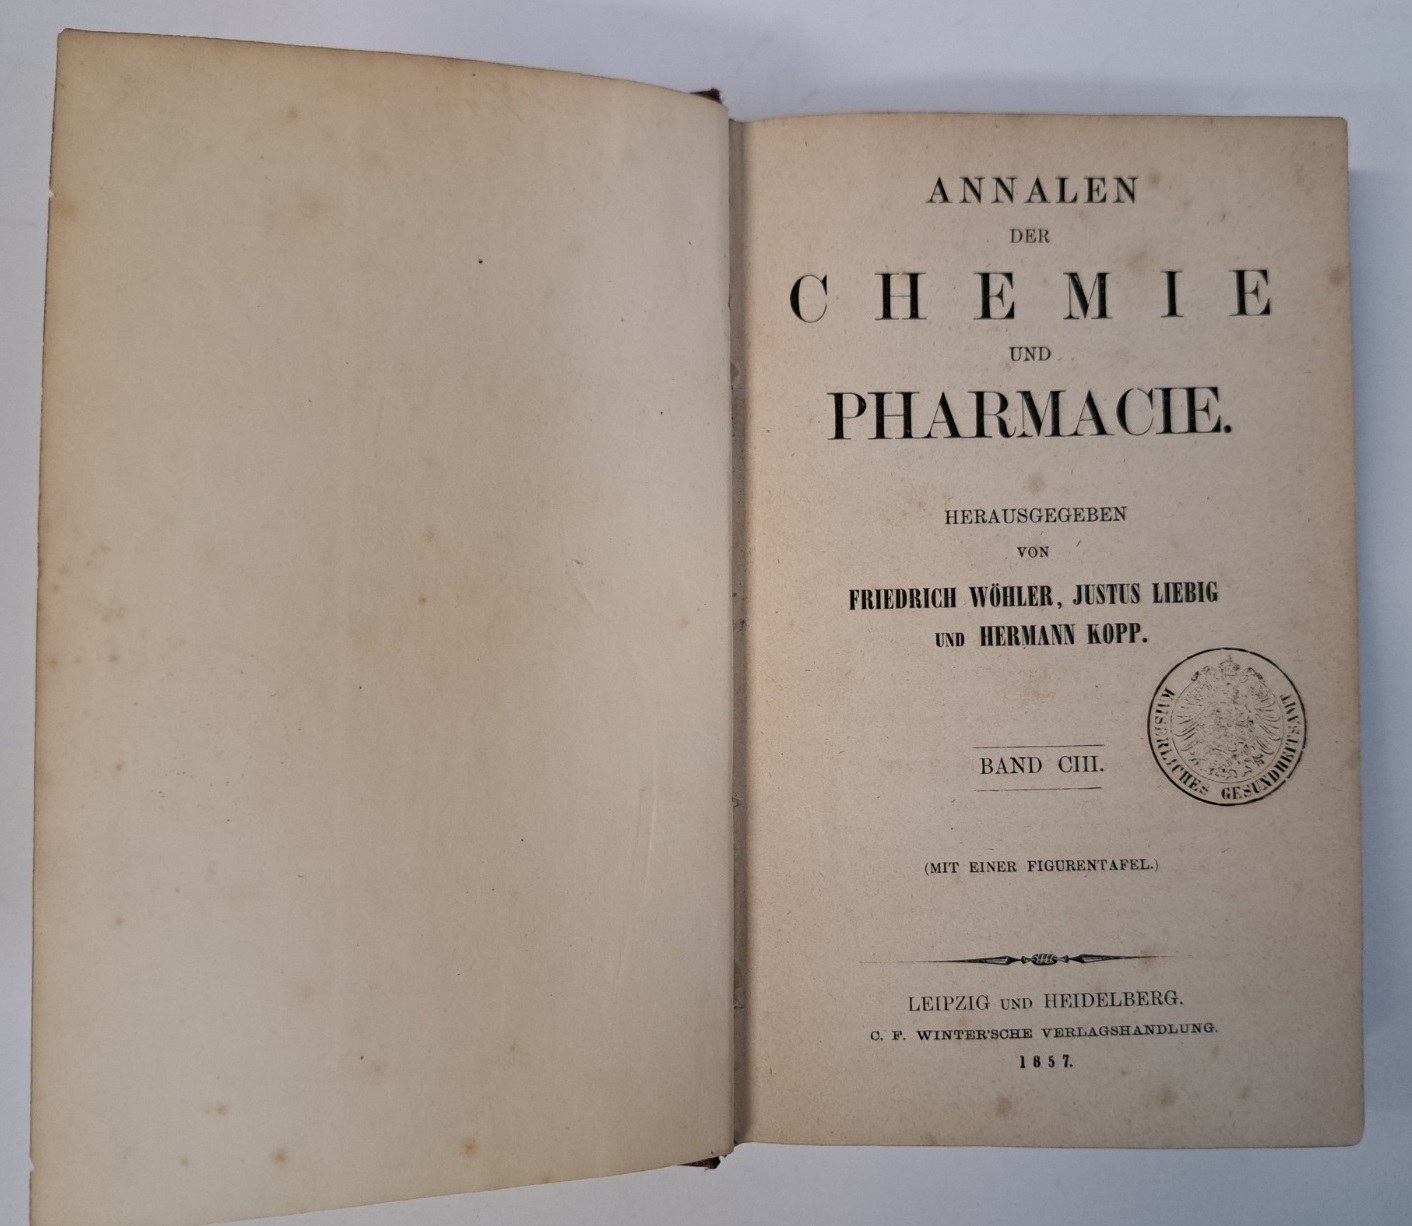 ANNALEN
DER
CHEMIE
UND
PHARMACIE.
HERAUSGEGEBEN
VON
FRIEDRICH WÖHLER, JUSTUS LIEBIG
UND HERMANN KOPP.
KAISERLICHES GESUNDHEITSAMT
BAND CIII.
(MIT EINER FIGURENTAFEL.)
LEIPZIG UND HEIDELBERG.
C. F. WINTER'SCHE VERLAGSHANDLUNG.
1857.